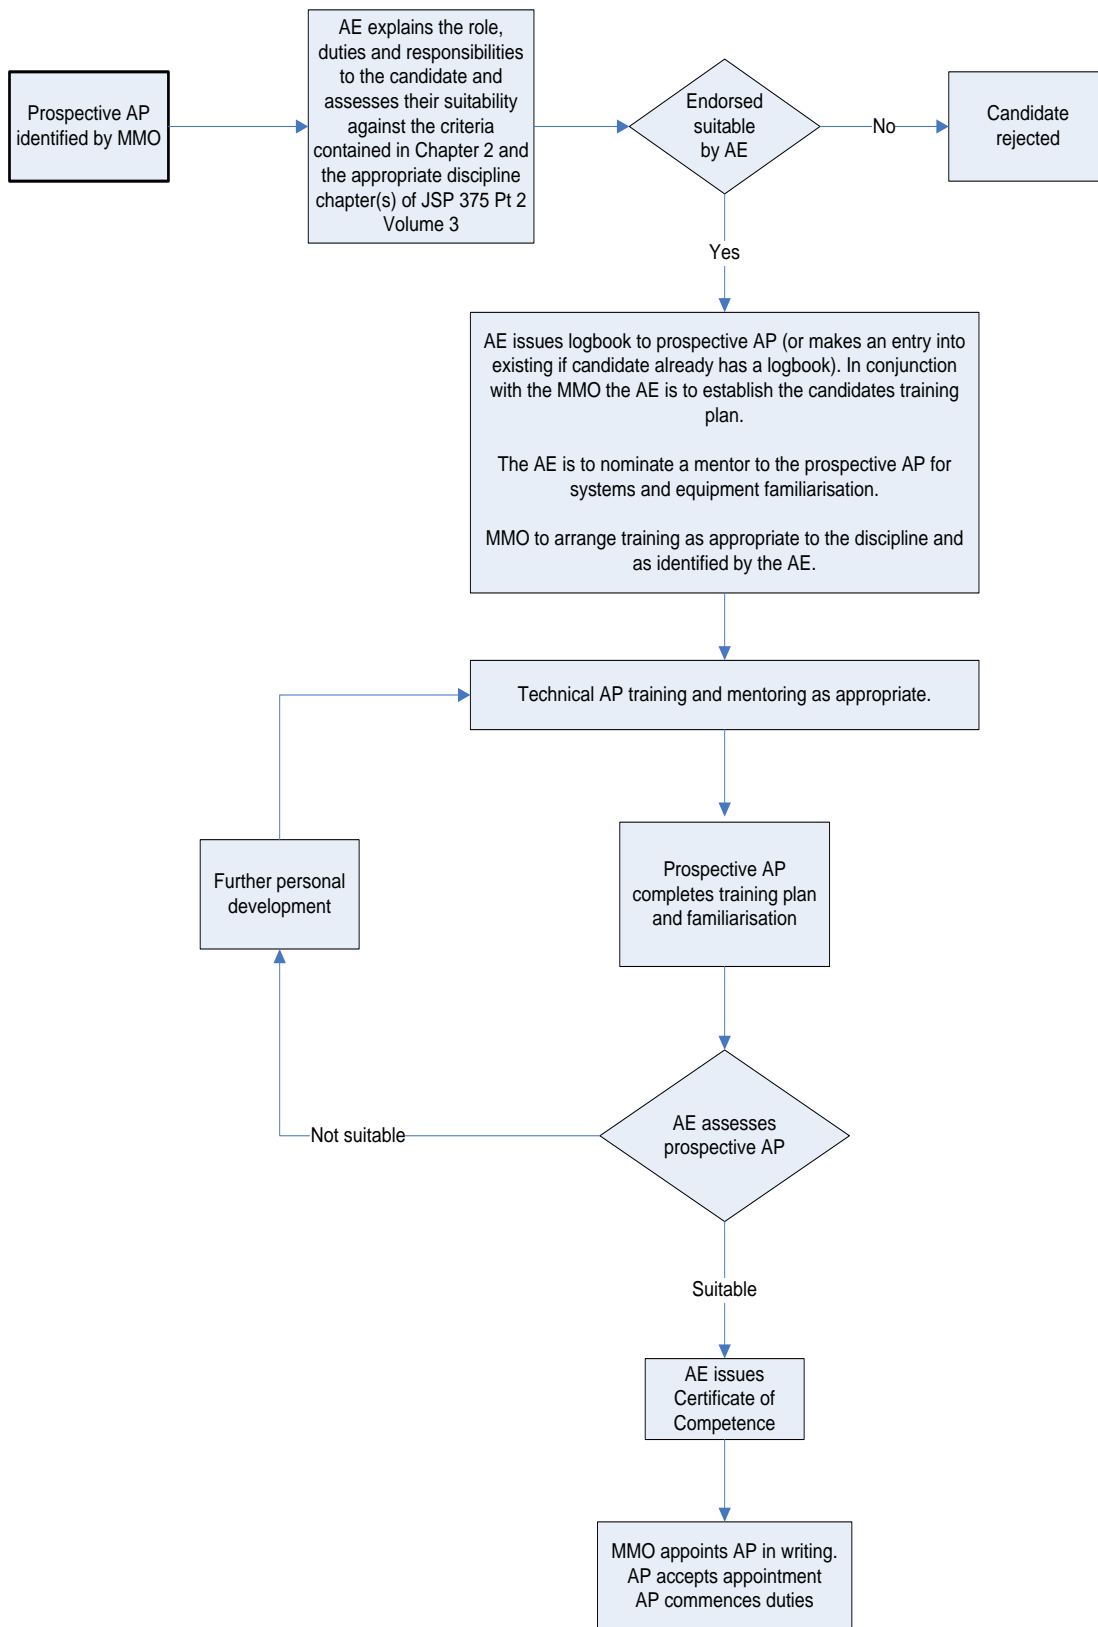 Prospective AP
identified by MMO
AE explains the role,
duties and responsibilities
to the candidate and
assesses their suitability
against the criteria
contained in Chapter 2 and
the appropriate discipline
chapter(s) of JSP 375 Pt 2
Volume 3
Endorsed
suitable
by AE
No
Candidate
rejected
Yes
AE issues logbook to prospective AP (or makes an entry into
existing if candidate already has a logbook). In conjunction
with the MMO the AE is to establish the candidates training
plan.
The AE is to nominate a mentor to the prospective AP for
systems and equipment familiarisation.
MMO to arrange training as appropriate to the discipline and
as identified by the AE.
Technical AP training and mentoring as appropriate.
Further personal
development
Prospective AP
completes training plan
and familiarisation
Not suitable
AE assesses
prospective AP
Suitable
AE issues
Certificate of
Competence
MMO appoints AP in writing.
AP accepts appointment
AP commences duties